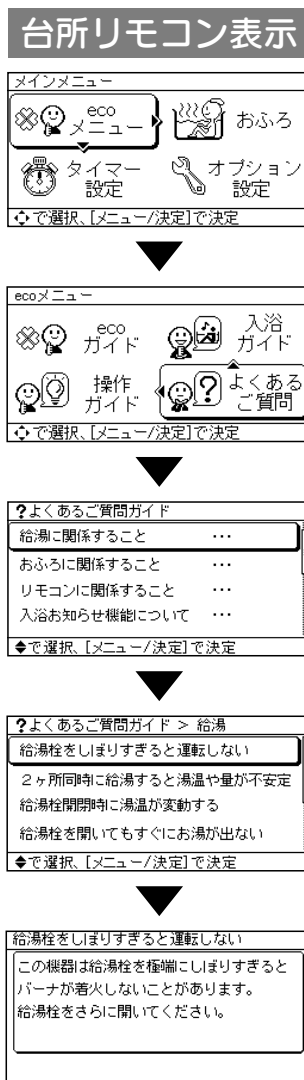 台所リモコン表示
メインメニュー
eco
メニュー
おふろ
タイマー
設定
オプション
設定
で選択、[メニュー/決定]で決定
ecoメニュー
eco
ガイド
入浴
ガイド
操作
ガイド
?
よくある
ご質問
で選択、[メニュー/決定]で決定
?よくあるご質問ガイド
給湯に関係すること ・・・
おふろに関係すること ・・・
リモコンに関係すること ・・・
入浴お知らせ機能について ・・・
◆で選択、[メニュー/決定]で決定
?よくあるご質問ガイド > 給湯
給湯栓をしぼりすぎると運転しない
2ヶ所同時に給湯すると湯温や量が不安定
給湯栓開閉時に湯温が変動する
給湯栓を開いてもすぐにお湯が出ない
◆で選択、[メニュー/決定]で決定
給湯栓をしぼりすぎると運転しない
この機器は給湯栓を極端にしぼりすぎると
バーナが着火しないことがあります。
給湯栓をさらに開いてください。